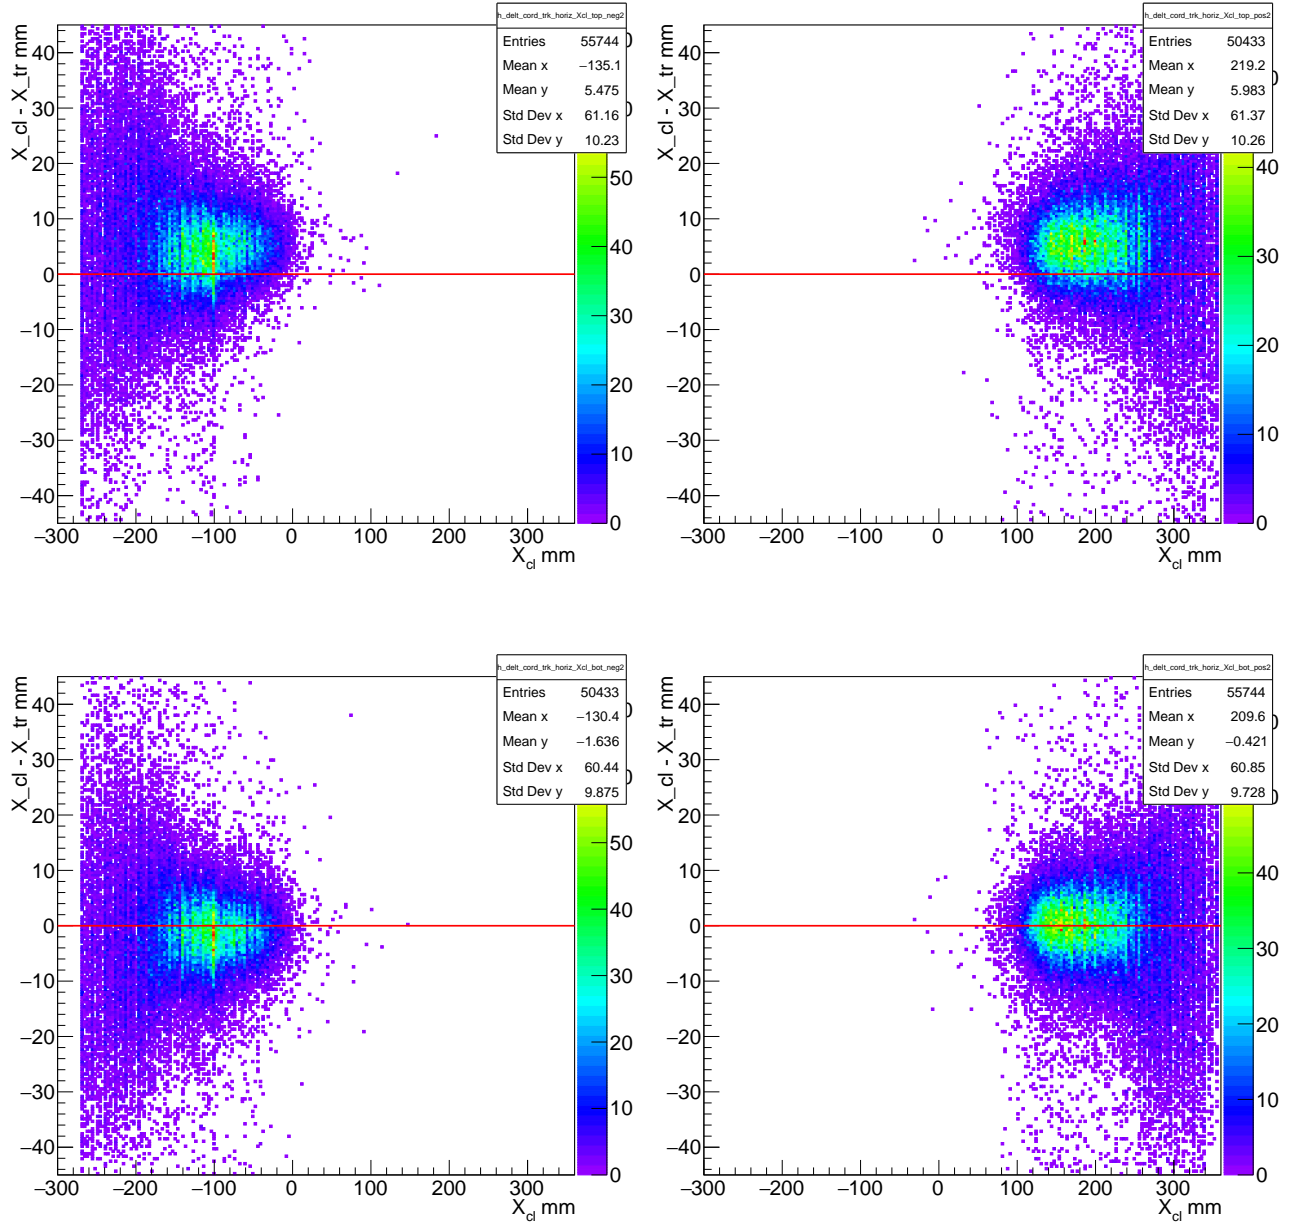 h_delt_cord_trk_horiz_Xcl_top_neg2
Entries 55744
Mean x −135.1
Mean y 5.475
Std Dev x 61.16
Std Dev y 10.23
X_cl - X_tr mm
40
30
20
10
0
−10
−20
−30
−40
−300 −200 −100 0 100 200 300
X_cl mm
50
40
30
20
10
0
h_delt_cord_trk_horiz_Xcl_top_pos2
Entries 50433
Mean x 219.2
Mean y 5.983
Std Dev x 61.37
Std Dev y 10.26
X_cl - X_tr mm
40
30
20
10
0
−10
−20
−30
−40
−300 −200 −100 0 100 200 300
X_cl mm
40
30
20
10
0
h_delt_cord_trk_horiz_Xcl_bot_neg2
Entries 50433
Mean x −130.4
Mean y −1.636
Std Dev x 60.44
Std Dev y 9.875
X_cl - X_tr mm
40
30
20
10
0
−10
−20
−30
−40
−300 −200 −100 0 100 200 300
X_cl mm
50
40
30
20
10
0
h_delt_cord_trk_horiz_Xcl_bot_pos2
Entries 55744
Mean x 209.6
Mean y −0.421
Std Dev x 60.85
Std Dev y 9.728
X_cl - X_tr mm
40
30
20
10
0
−10
−20
−30
−40
−300 −200 −100 0 100 200 300
X_cl mm
40
30
20
10
0